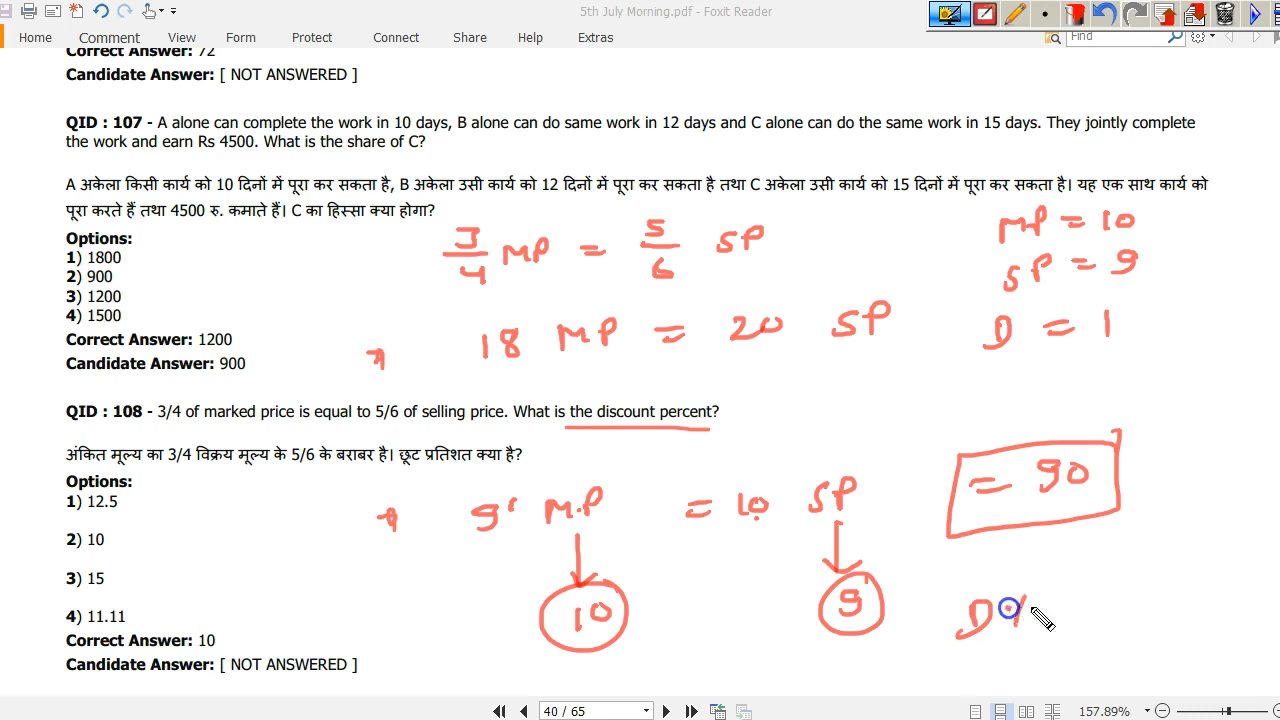 5th July Morning.pdf - Foxit Reader
Home Comment View Form Protect Connect Share Help Extras
Find
Correct Answer: 72
Candidate Answer: [ NOT ANSWERED ]
QID : 107 - A alone can complete the work in 10 days, B alone can do same work in 12 days and C alone can do the same work in 15 days. They jointly complete
the work and earn Rs 4500. What is the share of C?
A अकेला किसी कार्य को 10 दिनों में पूरा कर सकता है, B अकेला उसी कार्य को 12 दिनों में पूरा कर सकता है तथा C अकेला उसी कार्य को 15 दिनों में पूरा कर सकता है। यह एक साथ कार्य को
पूरा करते हैं तथा 4500 रु. कमाते हैं। C का हिस्सा क्या होगा?
Options:
1) 1800
2) 900
3) 1200
4) 1500
Correct Answer: 1200
Candidate Answer: 900
3/4 MP = 5/6 SP
MP = 10
SP = 9
18 MP = 20 SP
D = 1
QID : 108 - 3/4 of marked price is equal to 5/6 of selling price. What is the discount percent?
अंकित मूल्य का 3/4 विक्रय मूल्य के 5/6 के बराबर है। छूट प्रतिशत क्या है?
Options:
1) 12.5
2) 10
3) 15
4) 11.11
Correct Answer: 10
Candidate Answer: [ NOT ANSWERED ]
= 90
9 M.P = 10 SP
10 9
D
40 / 65
157.89%